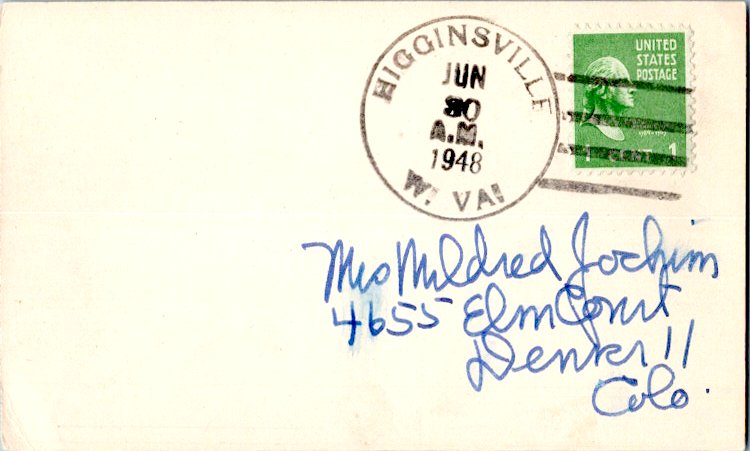 HIGGINSVILLE
JUN
30
A.M.
1948
W. VA.
UNITED
STATES
POSTAGE
1
1
Mrs Mildred Jochim
4655 Elm Court
Denver 11
Colo.